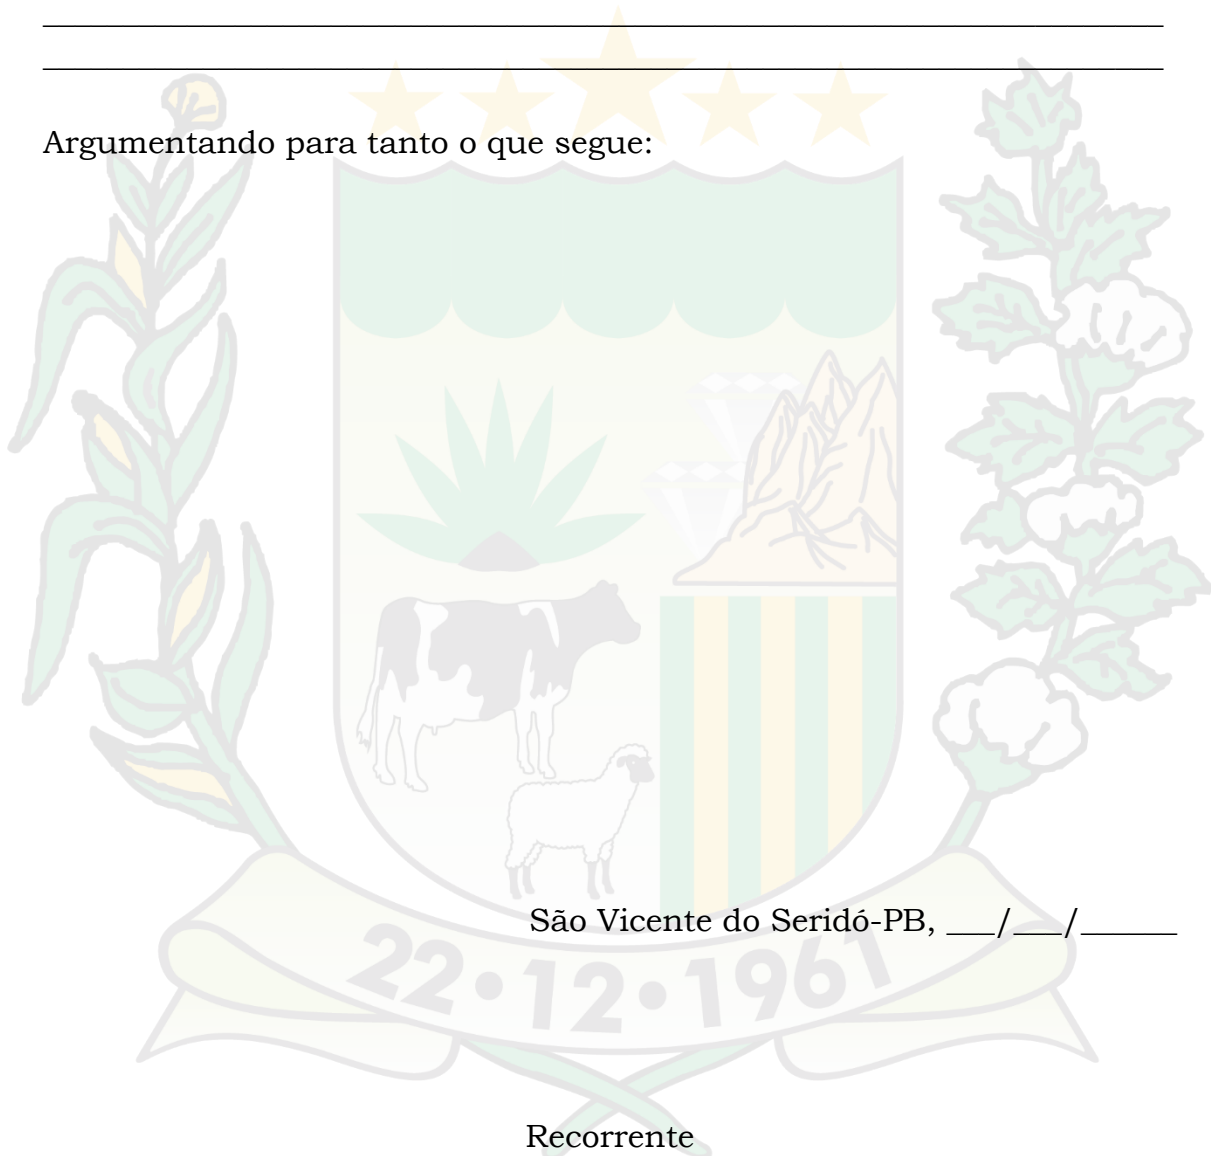 Argumentando para tanto o que segue:
São Vicente do Seridó-PB, ___/___/______
22•12•1961
Recorrente